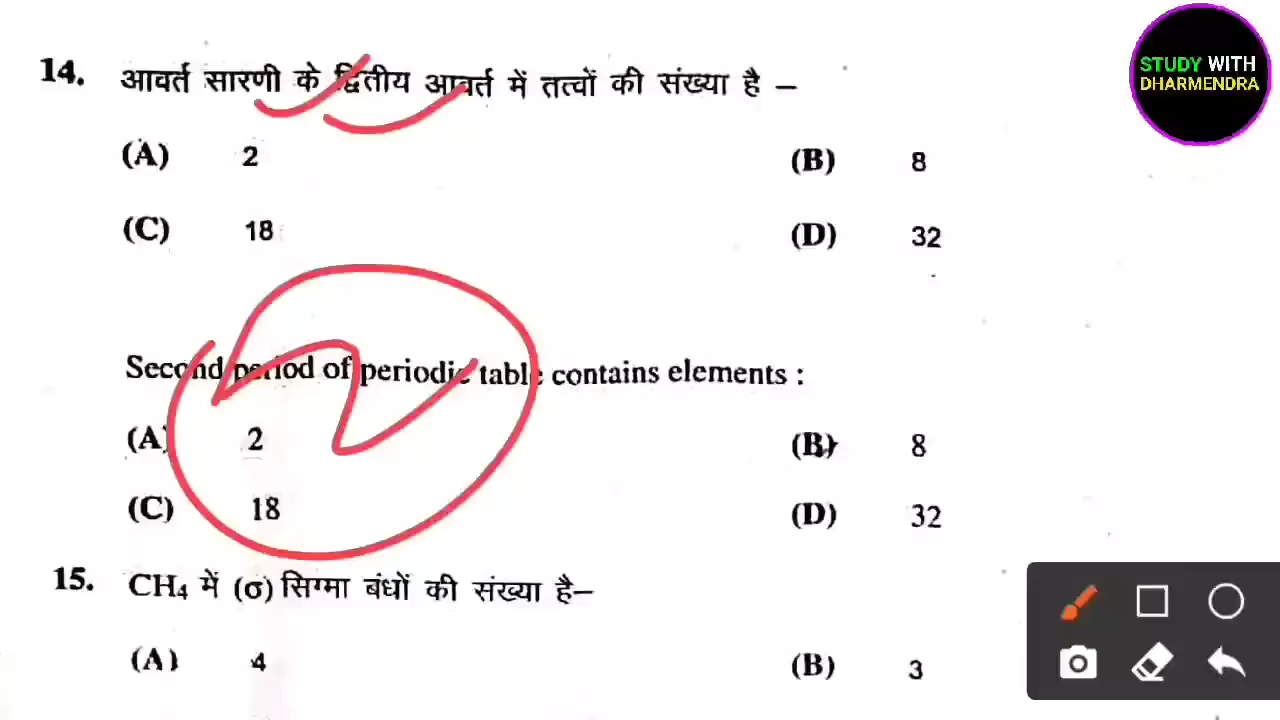 STUDY WITH
DHARMENDRA
14. आवर्त सारणी के द्वितीय आवर्त में तत्वों की संख्या है –
(A) 2 (B) 8
(C) 18 (D) 32
Second period of periodic table contains elements :
(A) 2 (B) 8
(C) 18 (D) 32
15. CH₄ में (σ) सिग्मा बंधों की संख्या है–
(A) 4 (B) 3